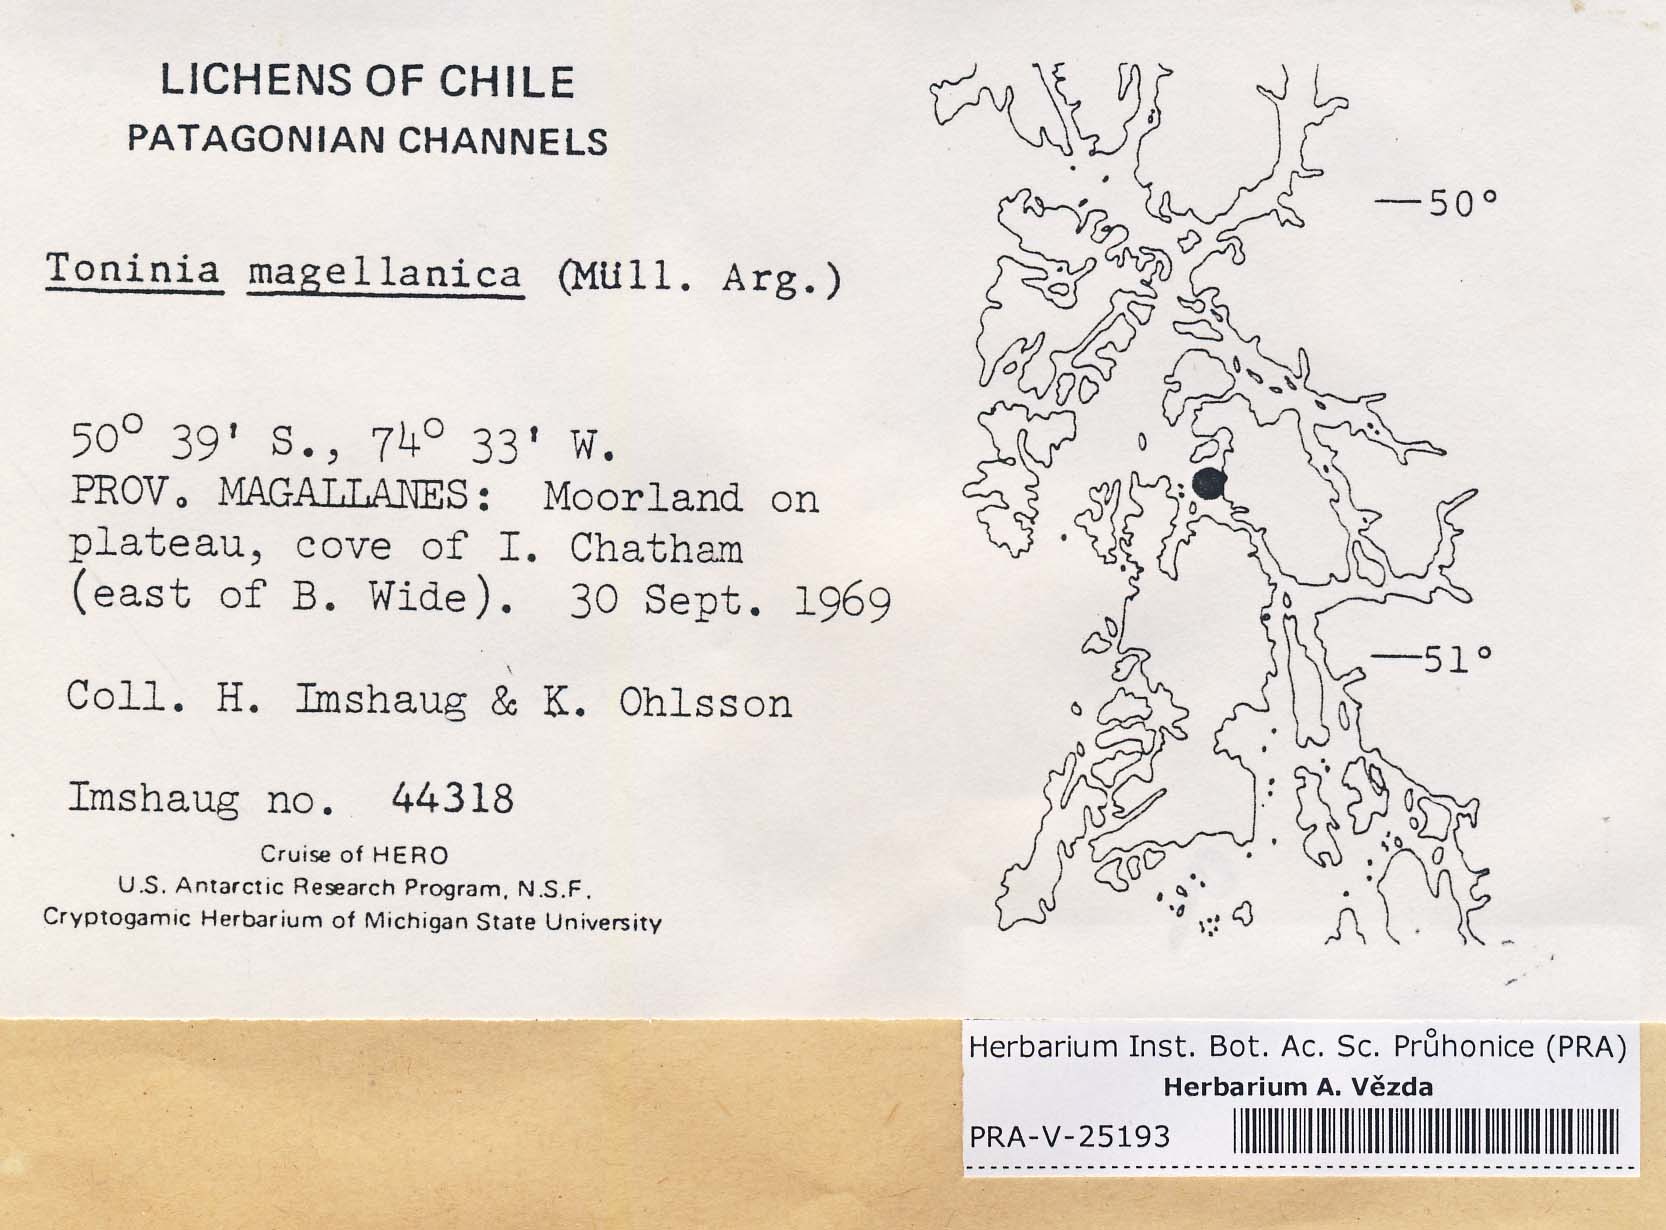 LICHENS OF CHILE
PATAGONIAN CHANNELS
Toninia magellanica (Müll. Arg.)
50° 39' S., 74° 33' W.
PROV. MAGALLANES: Moorland on
plateau, cove of I. Chatham
(east of B. Wide). 30 Sept. 1969
Coll. H. Imshaug & K. Ohlsson
Imshaug no. 44318
Cruise of HERO
U.S. Antarctic Research Program, N.S.F.
Cryptogamic Herbarium of Michigan State University
—50°
—51°
Herbarium Inst. Bot. Ac. Sc. Průhonice (PRA)
Herbarium A. Vězda
PRA-V-25193